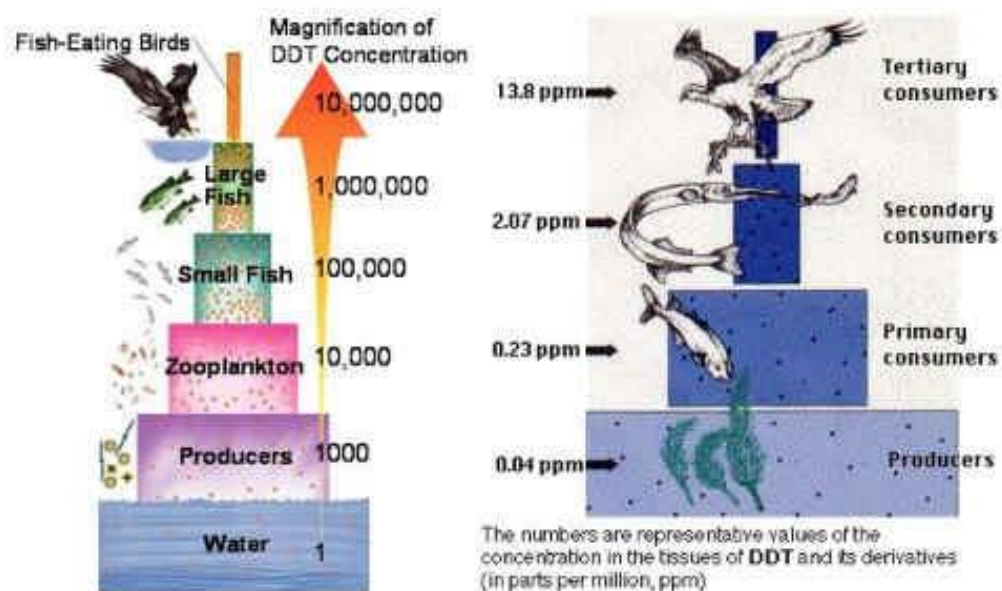 Fish-Eating Birds
Magnification of
DDT Concentration
10,000,000
Large
Fish
1,000,000
Small Fish
100,000
Zooplankton
10,000
Producers
1000
Water
1
13.8 ppm
Tertiary
consumers
2.07 ppm
Secondary
consumers
0.23 ppm
Primary
consumers
0.04 ppm
Producers
The numbers are representative values of the
concentration in the tissues of DDT and its derivatives
(in parts per million, ppm)